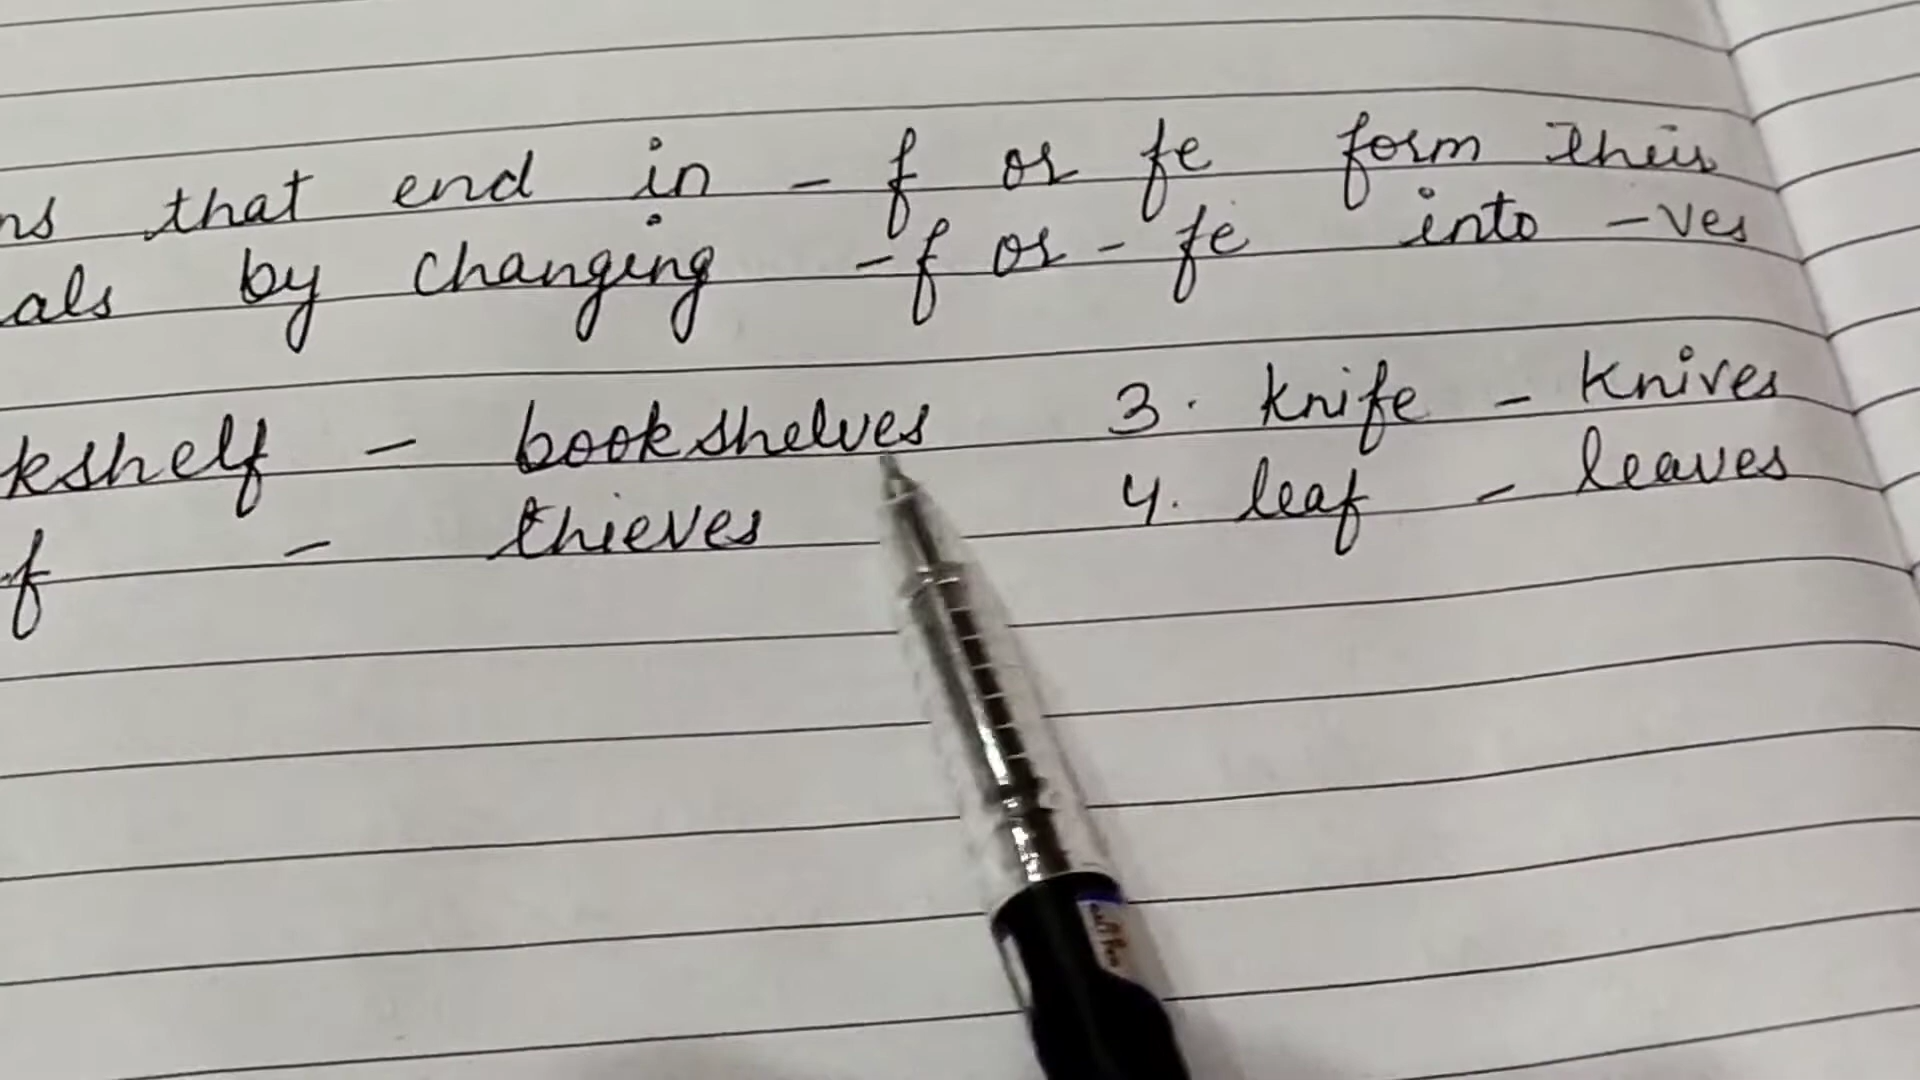 ns that end in - f or fe form their
als by changing -f or - fe into -ves
kshelf - bookshelves 3. knife - knives
f - thieves 4. leaf - leaves